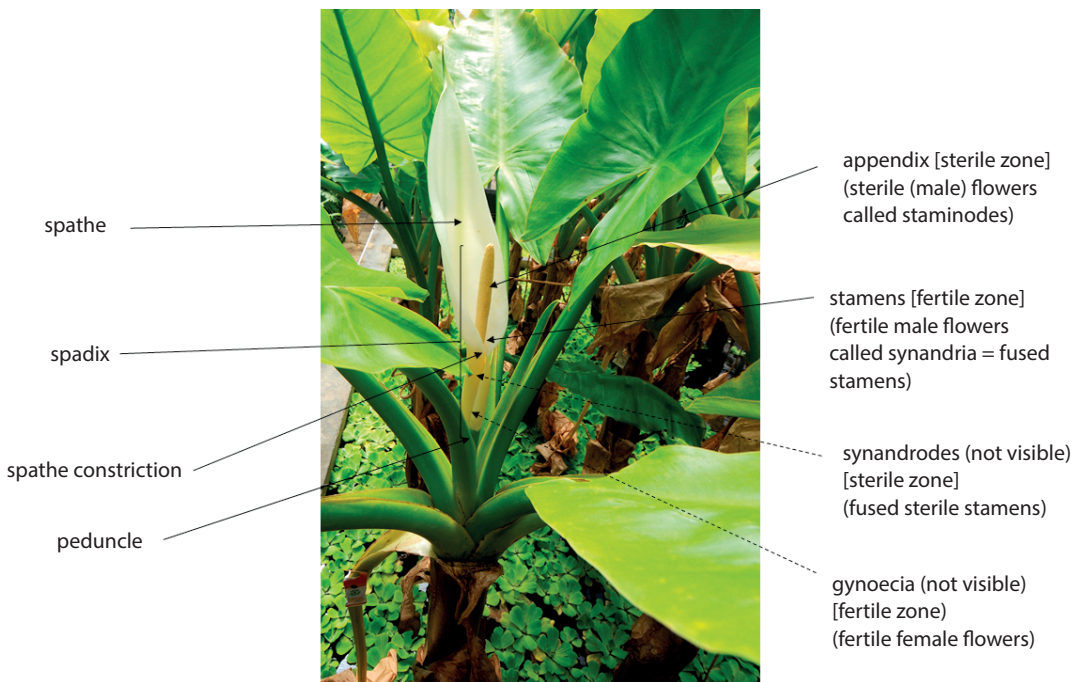 spathe
spadix
spathe constriction
peduncle
appendix [sterile zone]
(sterile (male) flowers
called staminodes)
stamens [fertile zone]
(fertile male flowers
called synandria = fused
stamens)
synandrodes (not visible)
[sterile zone]
(fused sterile stamens)
gynoecia (not visible)
[fertile zone)
(fertile female flowers)